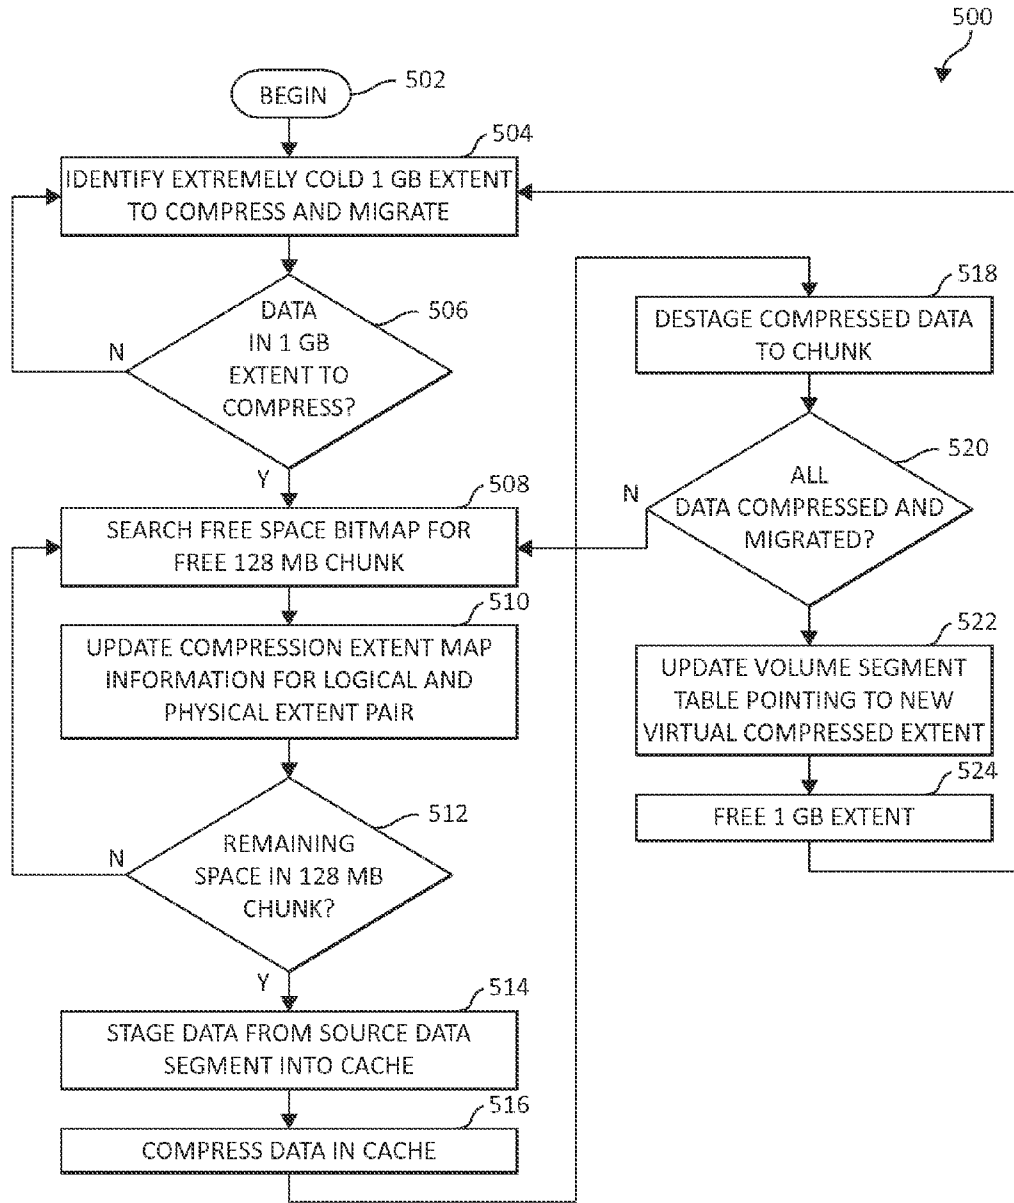 500
BEGIN
502
504
IDENTIFY EXTREMELY COLD 1 GB EXTENT
TO COMPRESS AND MIGRATE
506
DATA
IN 1 GB
EXTENT TO
COMPRESS?
N
Y
508
SEARCH FREE SPACE BITMAP FOR
FREE 128 MB CHUNK
510
UPDATE COMPRESSION EXTENT MAP
INFORMATION FOR LOGICAL AND
PHYSICAL EXTENT PAIR
512
REMAINING
SPACE IN 128 MB
CHUNK?
N
Y
514
STAGE DATA FROM SOURCE DATA
SEGMENT INTO CACHE
516
COMPRESS DATA IN CACHE
518
DESTAGE COMPRESSED DATA
TO CHUNK
520
ALL
DATA COMPRESSED AND
MIGRATED?
N
522
UPDATE VOLUME SEGMENT
TABLE POINTING TO NEW
VIRTUAL COMPRESSED EXTENT
524
FREE 1 GB EXTENT